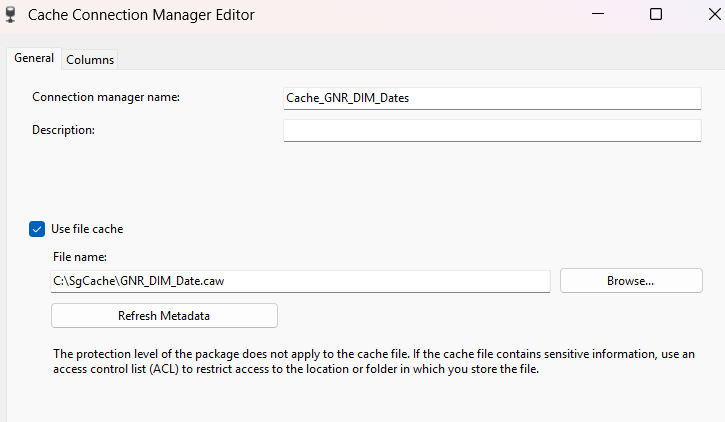 Cache Connection Manager Editor
General
Columns
Connection manager name:
Cache_GNR_DIM_Dates
Description:
Use file cache
File name:
C:\SgCache\GNR_DIM_Date.caw
Browse...
Refresh Metadata
The protection level of the package does not apply to the cache file. If the cache file contains sensitive information, use an
access control list (ACL) to restrict access to the location or folder in which you store the file.